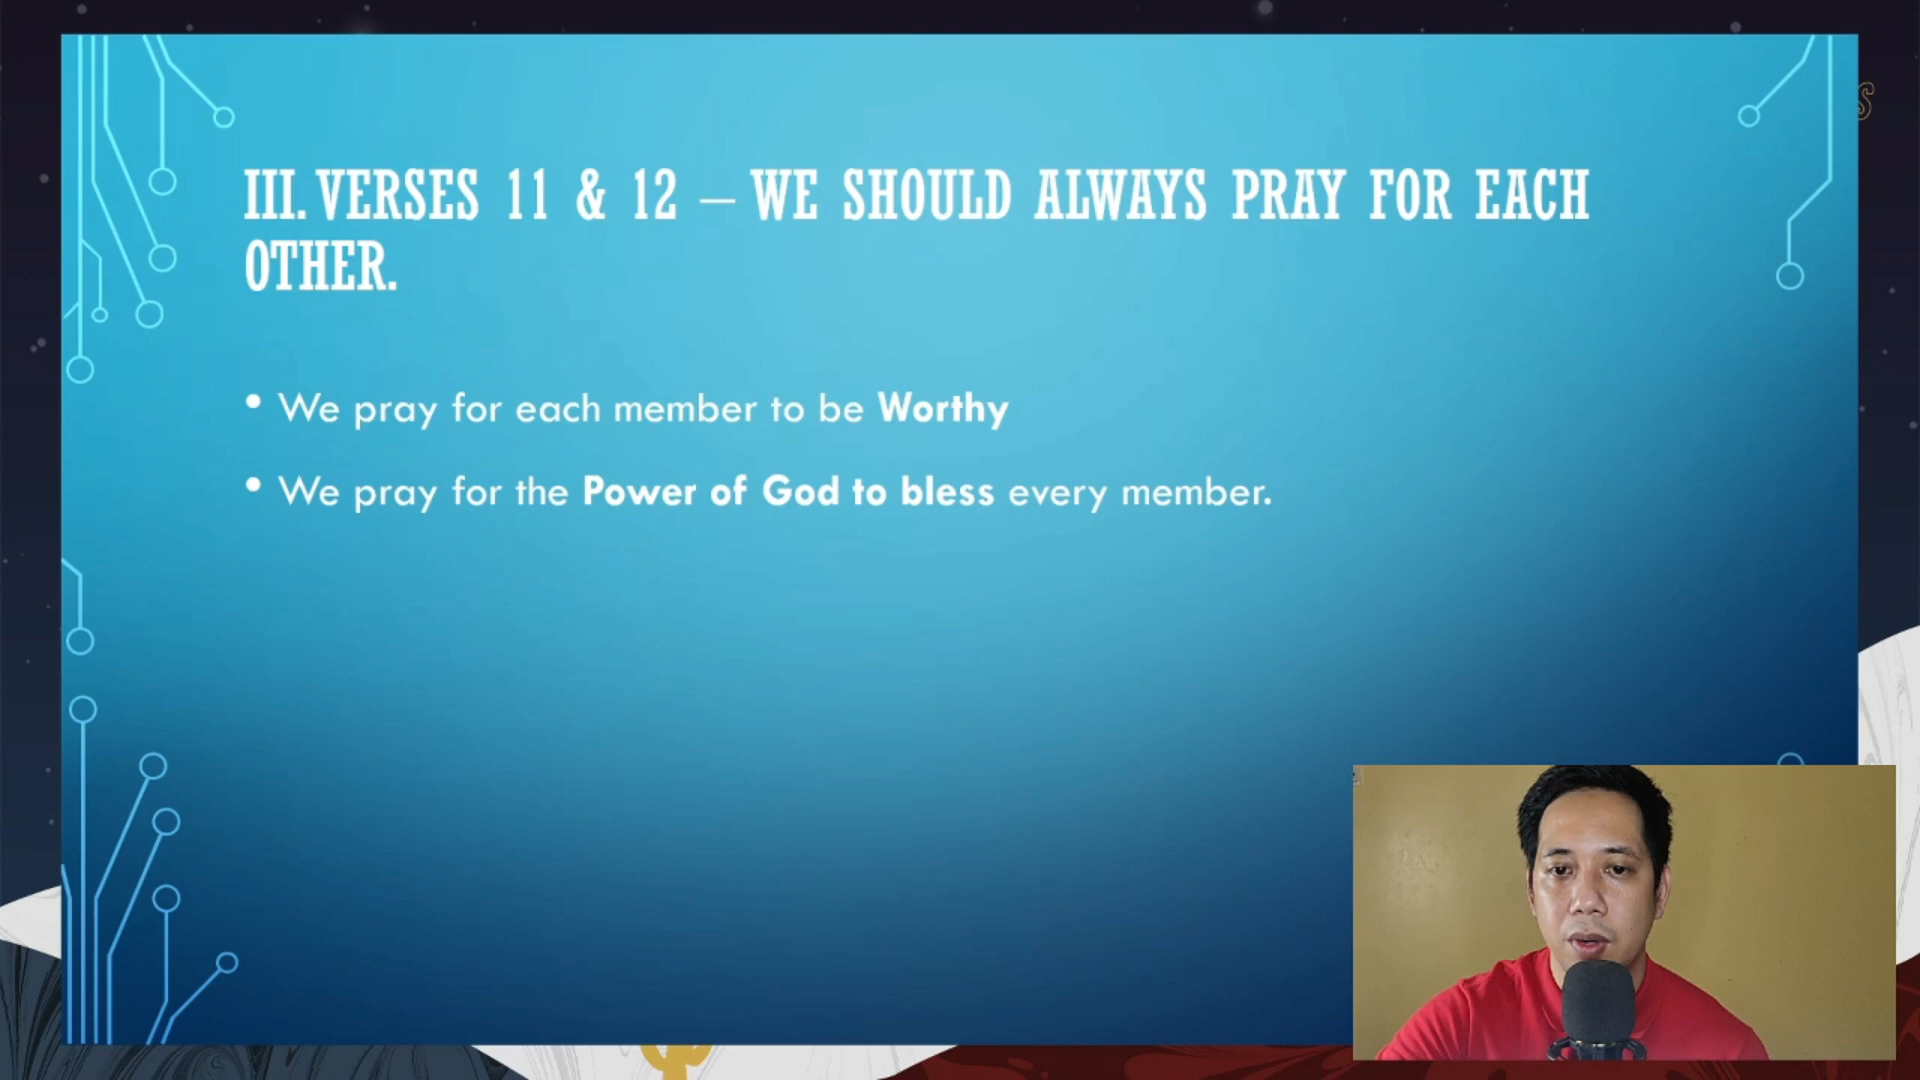 III. VERSES 11 & 12 – WE SHOULD ALWAYS PRAY FOR EACH
OTHER.
• We pray for each member to be Worthy
• We pray for the Power of God to bless every member.